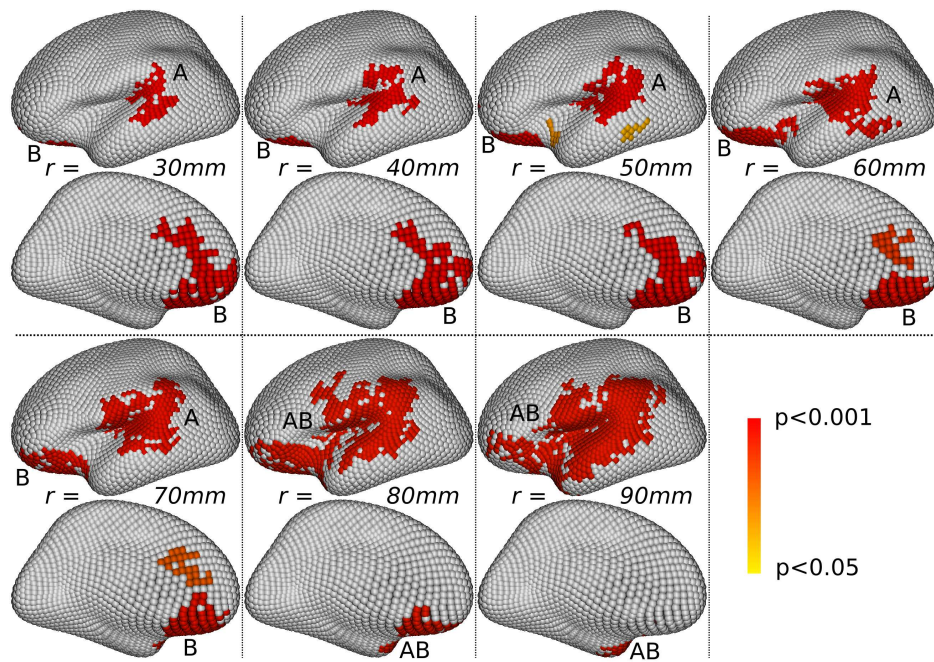 A
A
A
A
B
B
B
B
r = 30mm
r = 40mm
r = 50mm
r = 60mm
B
B
B
B
A
AB
AB
p<0.001
B
r = 70mm
r = 80mm
r = 90mm
p<0.05
B
AB
AB